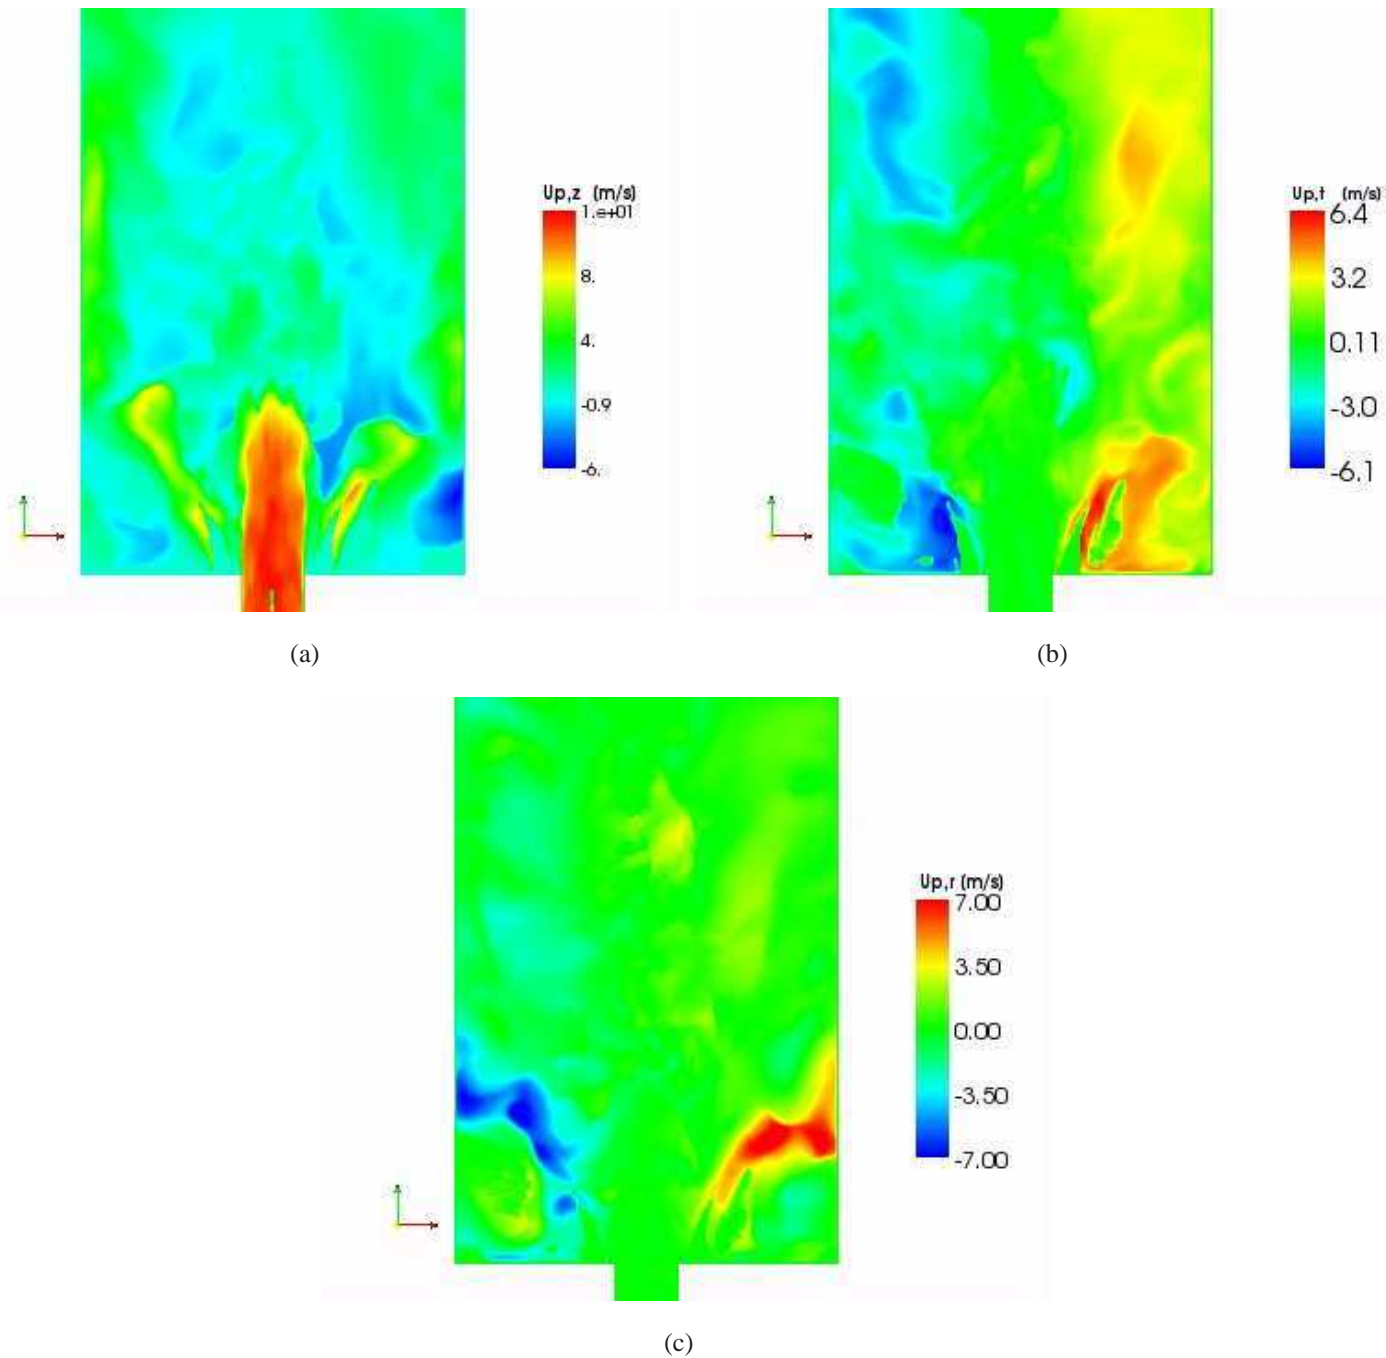 Up,z (m/s)
1.e+01
8.
4.
-0.9
-6.
Up,t (m/s)
6.4
3.2
0.11
-3.0
-6.1
(a)
(b)
Up,r (m/s)
7.00
3.50
0.00
-3.50
-7.00
(c)